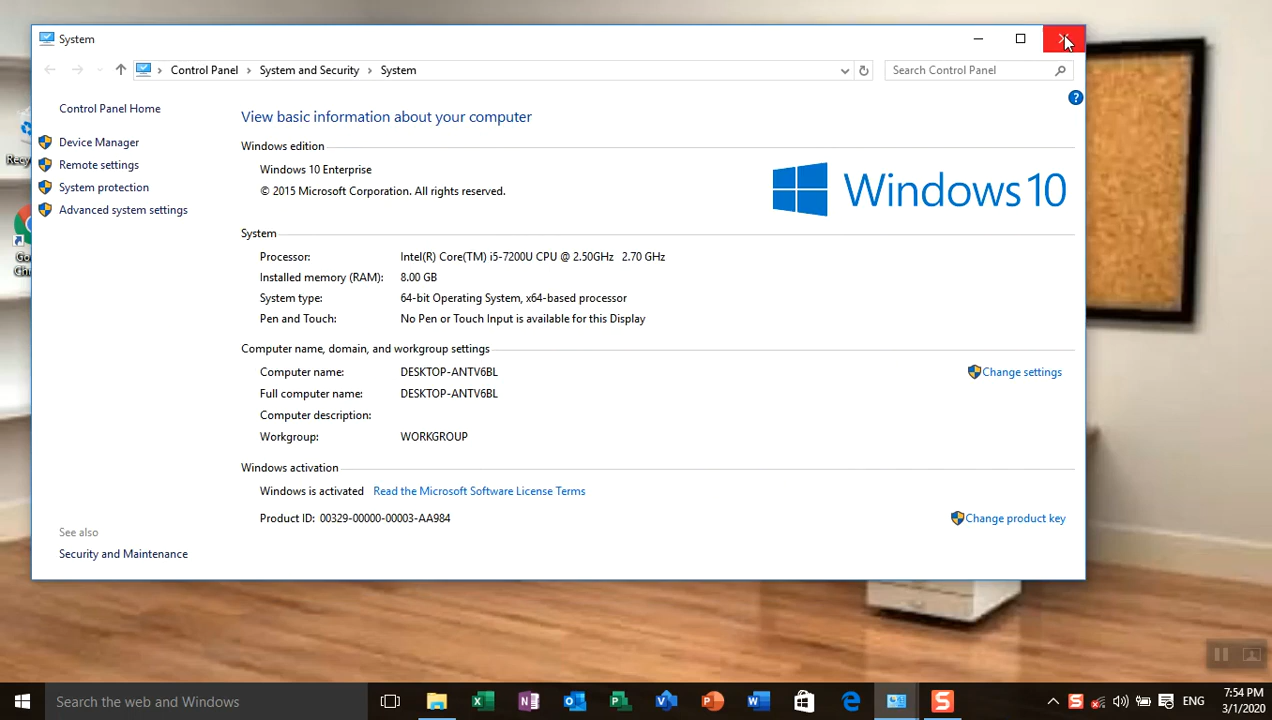 System
Control Panel > System and Security > System
Search Control Panel
?
Control Panel Home
Device Manager
Remote settings
System protection
Advanced system settings
See also
Security and Maintenance
View basic information about your computer
Windows edition
Windows 10 Enterprise
© 2015 Microsoft Corporation. All rights reserved.
Windows 10
System
Processor: Intel(R) Core(TM) i5-7200U CPU @ 2.50GHz 2.70 GHz
Installed memory (RAM): 8.00 GB
System type: 64-bit Operating System, x64-based processor
Pen and Touch: No Pen or Touch Input is available for this Display
Computer name, domain, and workgroup settings
Computer name: DESKTOP-ANTV6BL
Change settings
Full computer name: DESKTOP-ANTV6BL
Computer description:
Workgroup: WORKGROUP
Windows activation
Windows is activated Read the Microsoft Software License Terms
Product ID: 00329-00000-00003-AA984
Change product key
Search the web and Windows
ENG
7:54 PM
3/1/2020